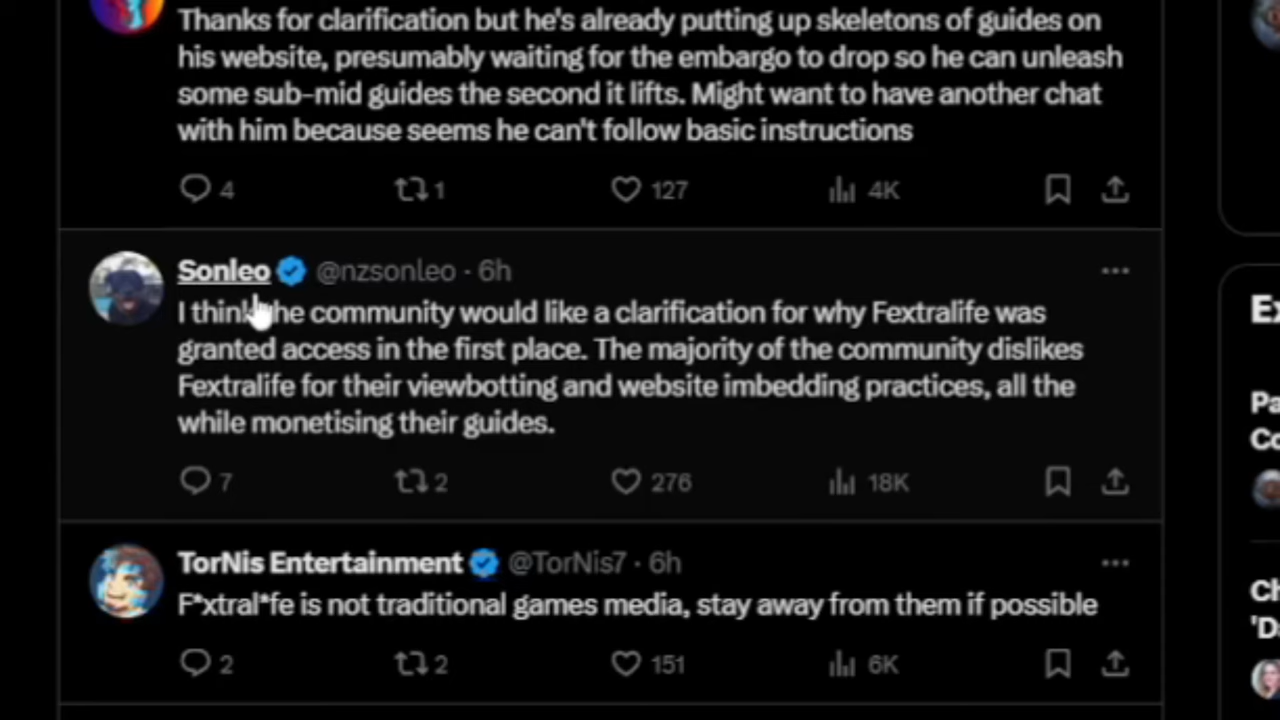 Thanks for clarification but he's already putting up skeletons of guides on
his website, presumably waiting for the embargo to drop so he can unleash
some sub-mid guides the second it lifts. Might want to have another chat
with him because seems he can't follow basic instructions
4 1 127 4K
Sonleo @nzsonleo · 6h
I think the community would like a clarification for why Fextralife was
granted access in the first place. The majority of the community dislikes
Fextralife for their viewbotting and website imbedding practices, all the
while monetising their guides.
7 2 276 18K
TorNis Entertainment @TorNis7 · 6h
F*xtral*fe is not traditional games media, stay away from them if possible
2 2 151 6K